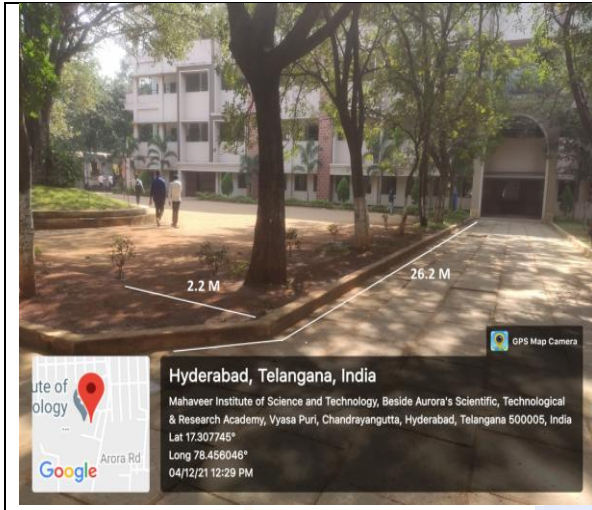 2.2 M
26.2 M
GPS Map Camera
ute of
ology
Arora Rd
Google
Hyderabad, Telangana, India
Mahaveer Institute of Science and Technology, Beside Aurora's Scientific, Technological
& Research Academy, Vyasa Puri, Chandrayangutta, Hyderabad, Telangana 500005, India
Lat 17.307745°
Long 78.456046°
04/12/21 12:29 PM